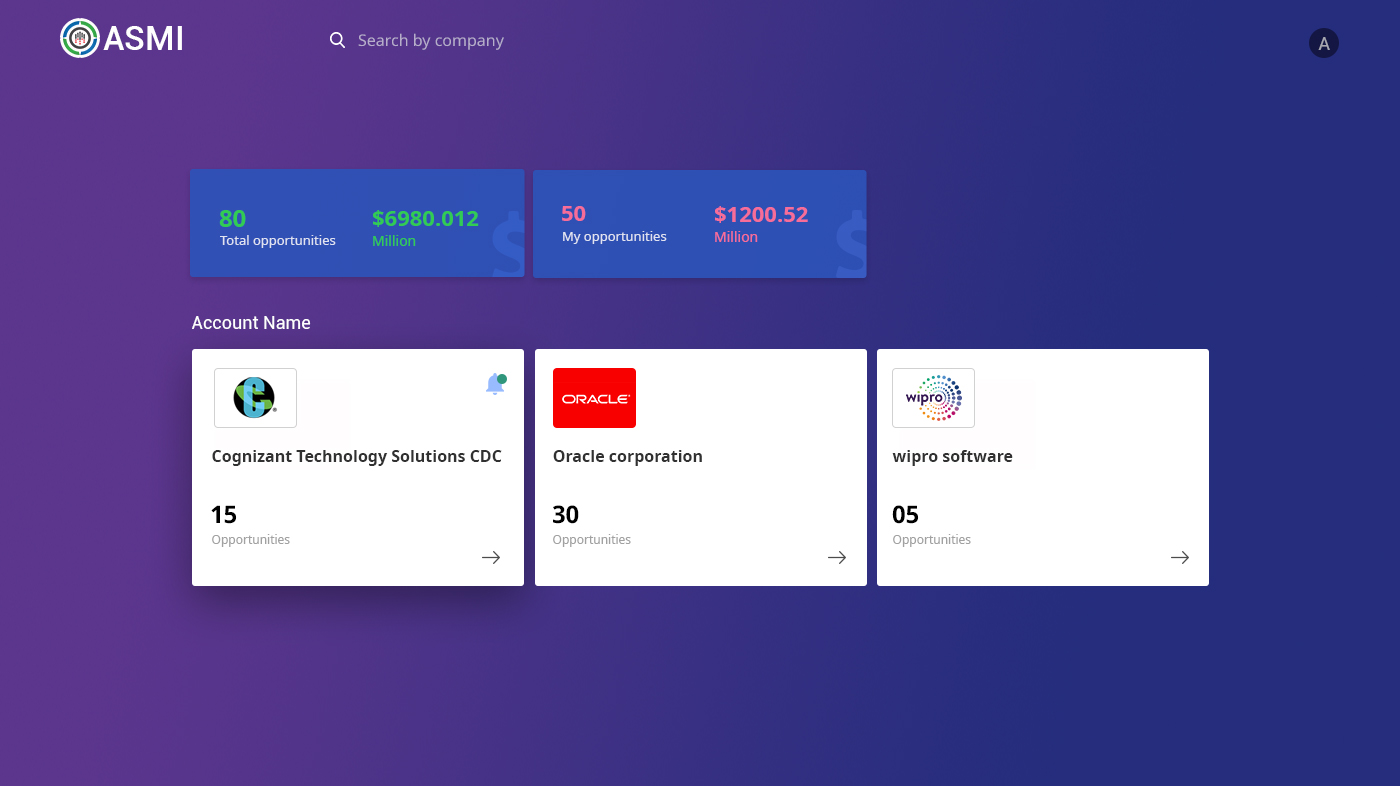 ASMI
Search by company
A
80
Total opportunities
$6980.012
Million
50
My opportunities
$1200.52
Million
Account Name
Cognizant Technology Solutions CDC
15
Opportunities
ORACLE
Oracle corporation
30
Opportunities
wipro
wipro software
05
Opportunities